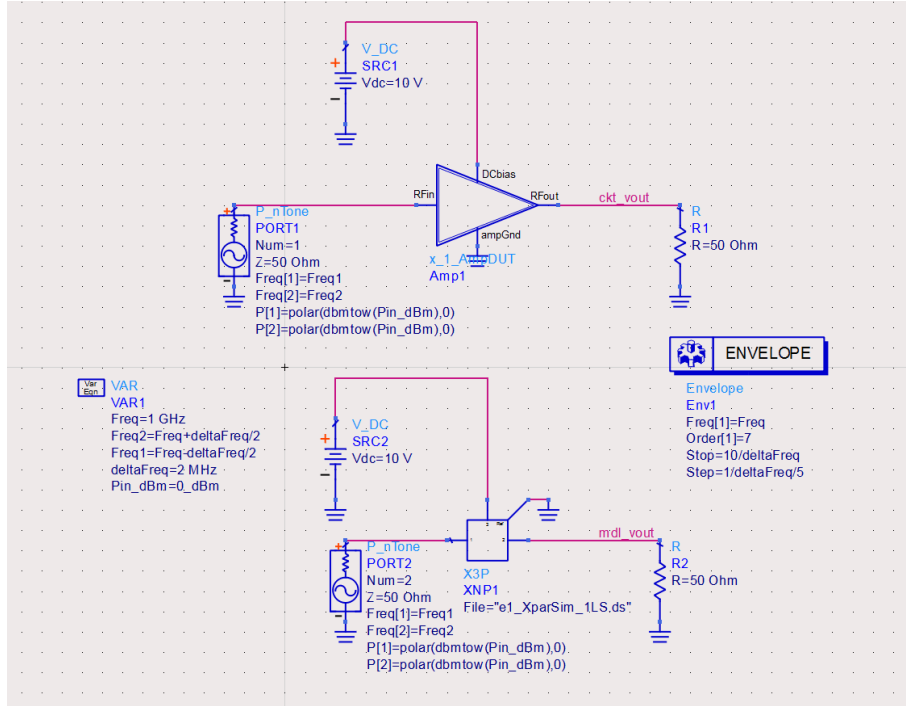 V_DC
SRC1
Vdc=10 V
DCbias
RFin
RFout
ckt_vout
ampGnd
P_nTone
PORT1
Num=1
Z=50 Ohm
Freq[1]=Freq1
Freq[2]=Freq2
P[1]=polar(dbmtow(Pin_dBm),0)
P[2]=polar(dbmtow(Pin_dBm),0)
x_1_AmpDUT
Amp1
R
R1
R=50 Ohm
ENVELOPE
Envelope
Env1
Freq[1]=Freq
Order[1]=7
Stop=10/deltaFreq
Step=1/deltaFreq/5
Var
Eqn
VAR
VAR1
Freq=1 GHz
Freq2=Freq+deltaFreq/2
Freq1=Freq-deltaFreq/2
deltaFreq=2 MHz
Pin_dBm=0_dBm
V_DC
SRC2
Vdc=10 V
P_nTone
PORT2
Num=2
Z=50 Ohm
Freq[1]=Freq1
Freq[2]=Freq2
P[1]=polar(dbmtow(Pin_dBm),0)
P[2]=polar(dbmtow(Pin_dBm),0)
3
Ref
1
2
X3P
XNP1
File="e1_XparSim_1LS.ds"
mdl_vout
R
R2
R=50 Ohm